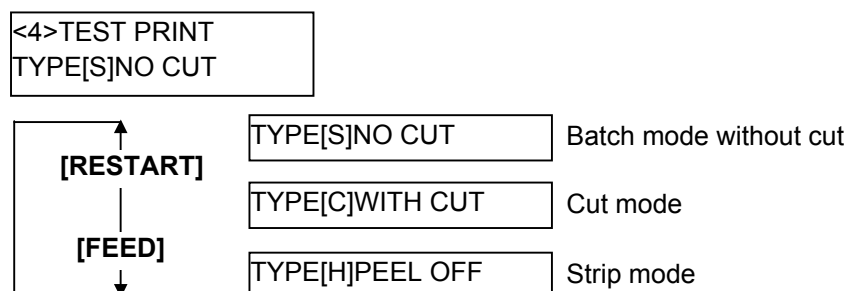 <4>TEST PRINT
TYPE[S]NO CUT
TYPE[S]NO CUT Batch mode without cut
[RESTART]
TYPE[C]WITH CUT Cut mode
[FEED]
TYPE[H]PEEL OFF Strip mode